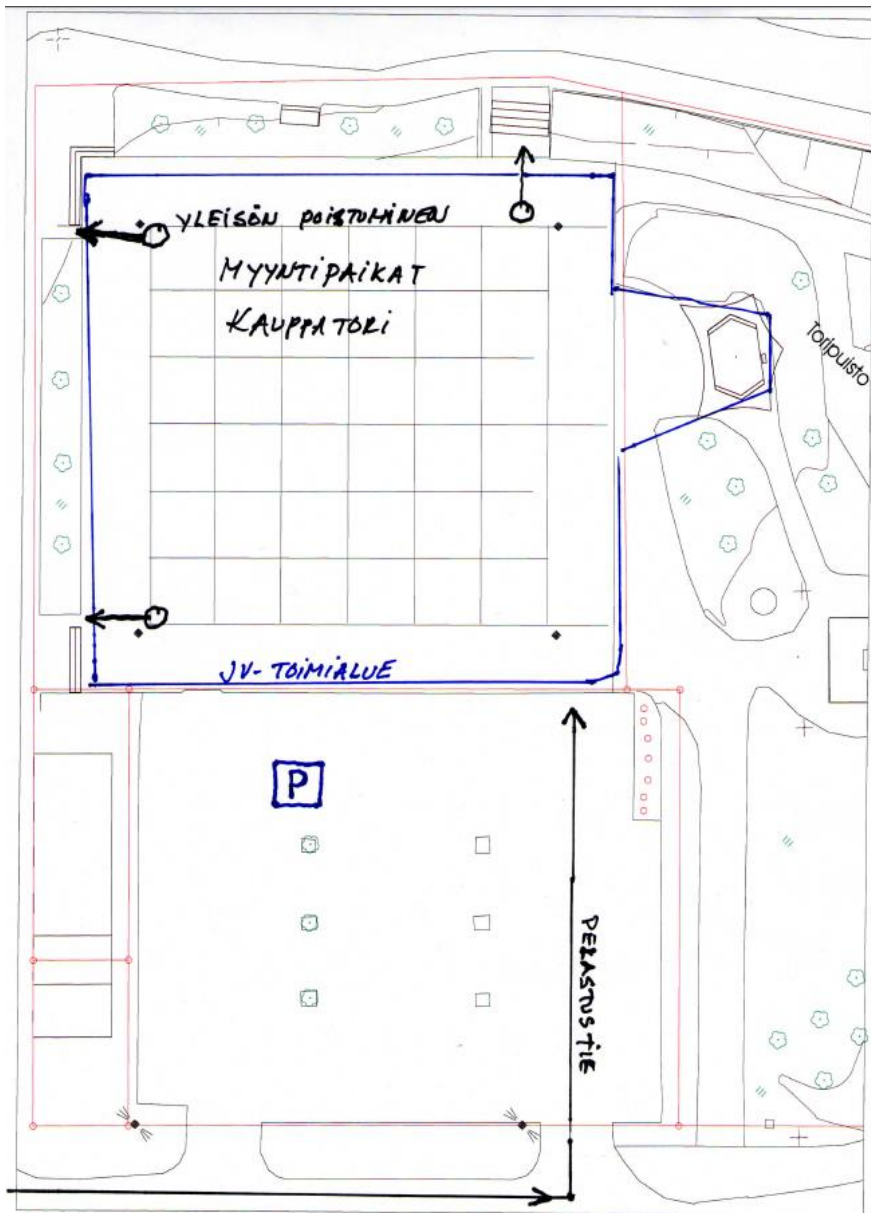 YLEISÖN POISTUMINEN
MYYNTIPAIKAT
KAUPPATORI
Toripuisto
JV-TOIMIALUE
P
PELASTUSTIE